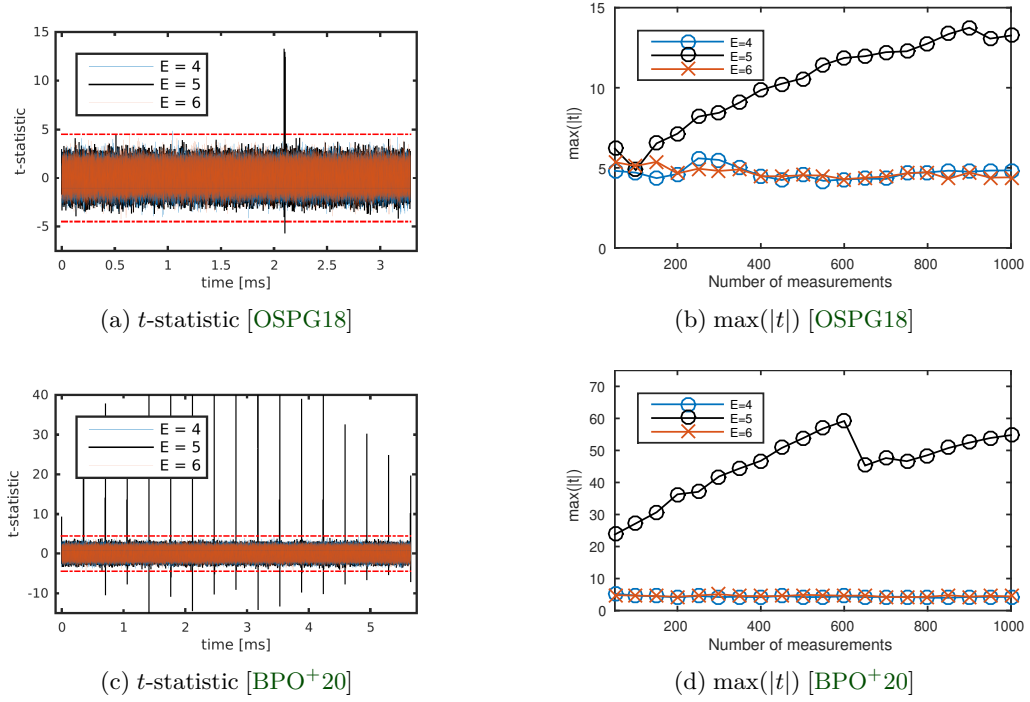 15
10
5
0
-5
t-statistic
E = 4
E = 5
E = 6
0 0.5 1 1.5 2 2.5 3
time [ms]
(a) t-statistic [OSPG18]
15
10
5
0
max(|t|)
E=4
E=5
E=6
200 400 600 800 1000
Number of measurements
(b) max(|t|) [OSPG18]
40
30
20
10
0
-10
t-statistic
E = 4
E = 5
E = 6
0 1 2 3 4 5
time [ms]
(c) t-statistic [BPO+20]
70
60
50
40
30
20
10
0
max(|t|)
E=4
E=5
E=6
200 400 600 800 1000
Number of measurements
(d) max(|t|) [BPO+20]